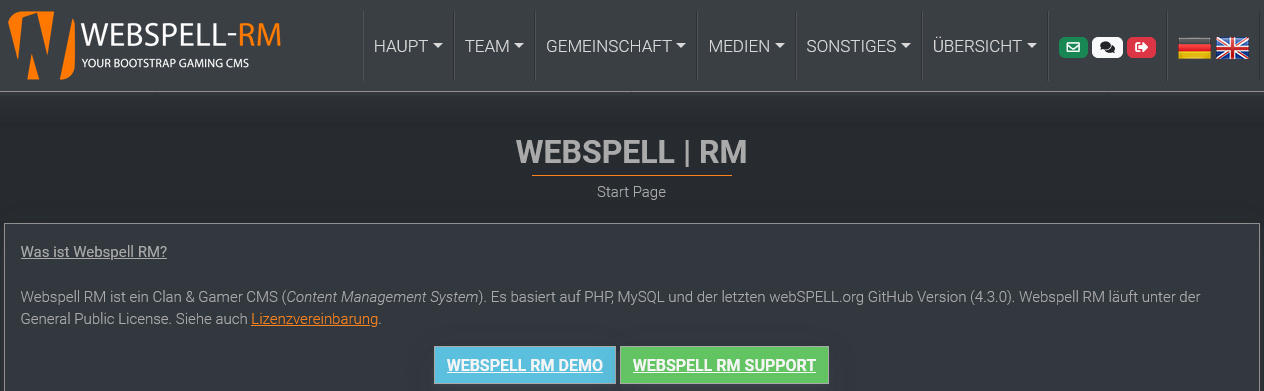 WEBSPELL-RM
YOUR BOOTSTRAP GAMING CMS
HAUPT TEAM GEMEINSCHAFT MEDIEN SONSTIGES ÜBERSICHT
WEBSPELL | RM
Start Page
Was ist Webspell RM?
Webspell RM ist ein Clan & Gamer CMS (Content Management System). Es basiert auf PHP, MySQL und der letzten webSPELL.org GitHub Version (4.3.0). Webspell RM läuft unter der
General Public License. Siehe auch Lizenzvereinbarung.
WEBSPELL RM DEMO WEBSPELL RM SUPPORT